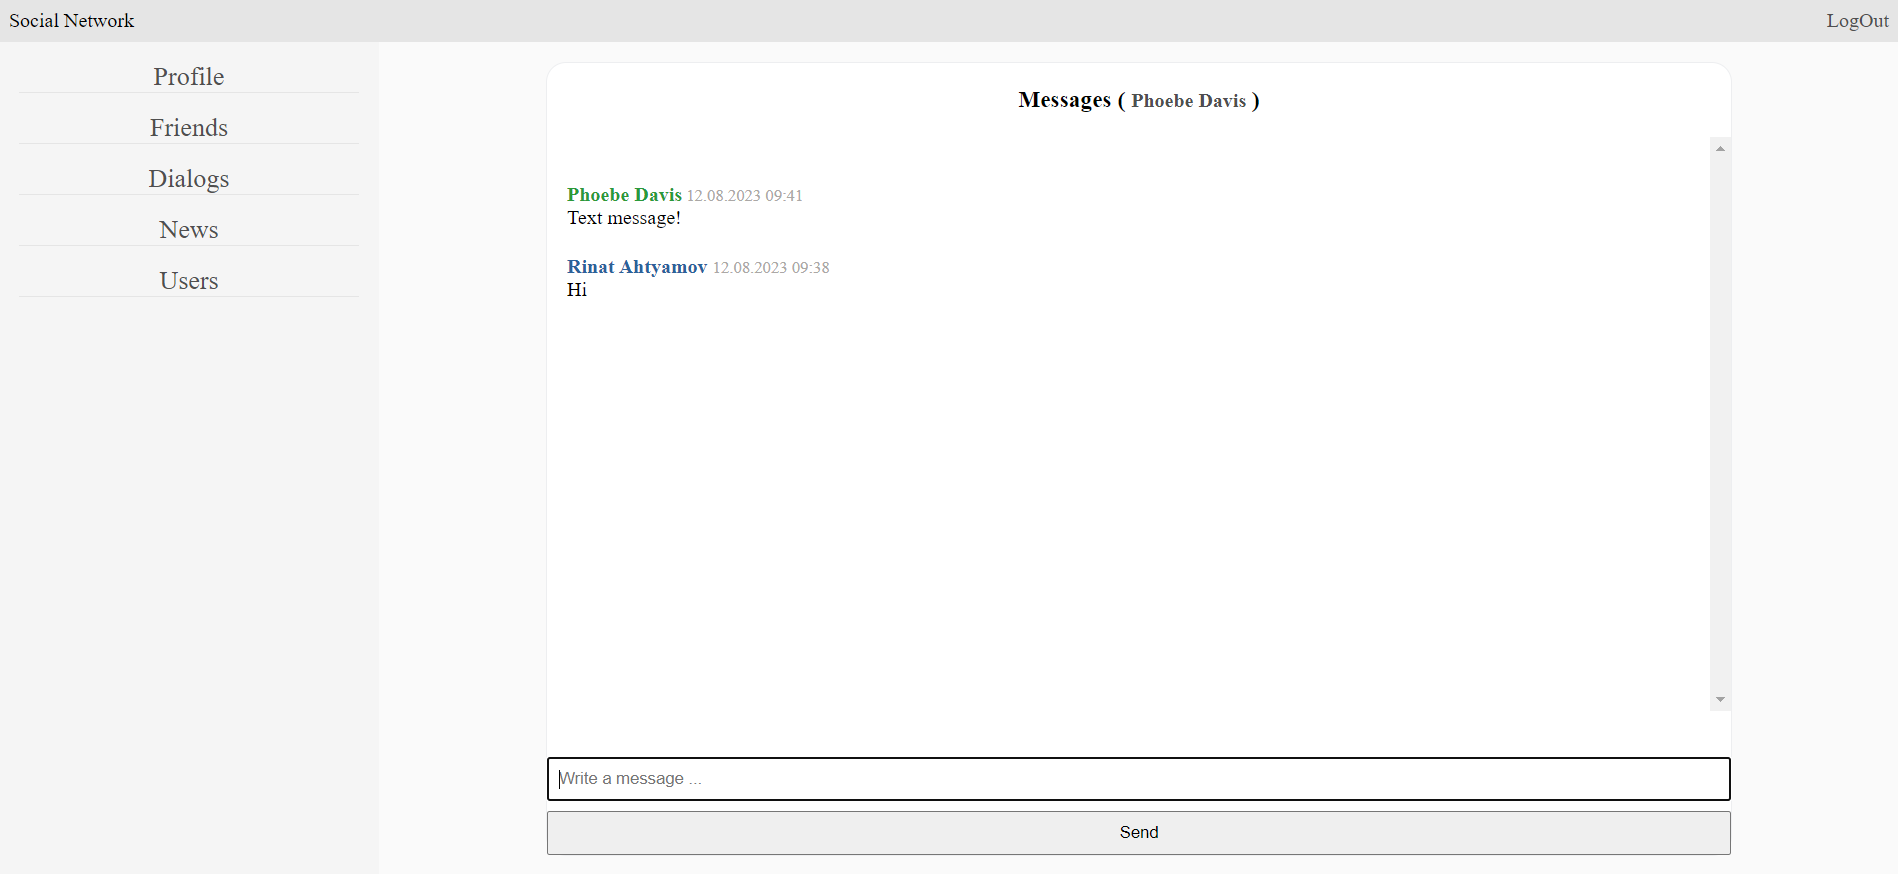 Social Network
LogOut
Profile
Friends
Dialogs
News
Users
Messages ( Phoebe Davis )
Phoebe Davis 12.08.2023 09:41
Text message!
Rinat Ahtyamov 12.08.2023 09:38
Hi
Write a message ...
Send